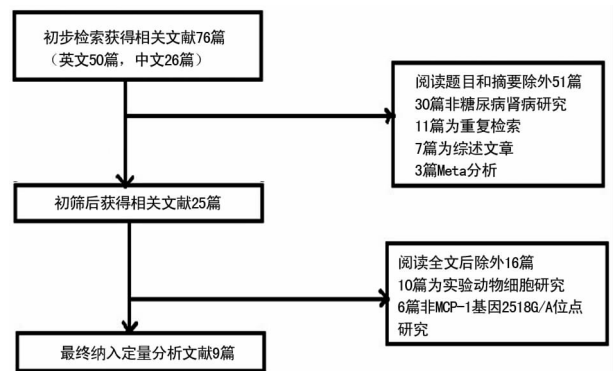 初步检索获得相关文献76篇
（英文50篇，中文26篇）
阅读题目和摘要除外51篇
30篇非糖尿病肾病研究
11篇为重复检索
7篇为综述文章
3篇Meta分析
初筛后获得相关文献25篇
阅读全文后除外16篇
10篇为实验动物细胞研究
6篇非MCP-1基因2518G/A位点
研究
最终纳入定量分析文献9篇